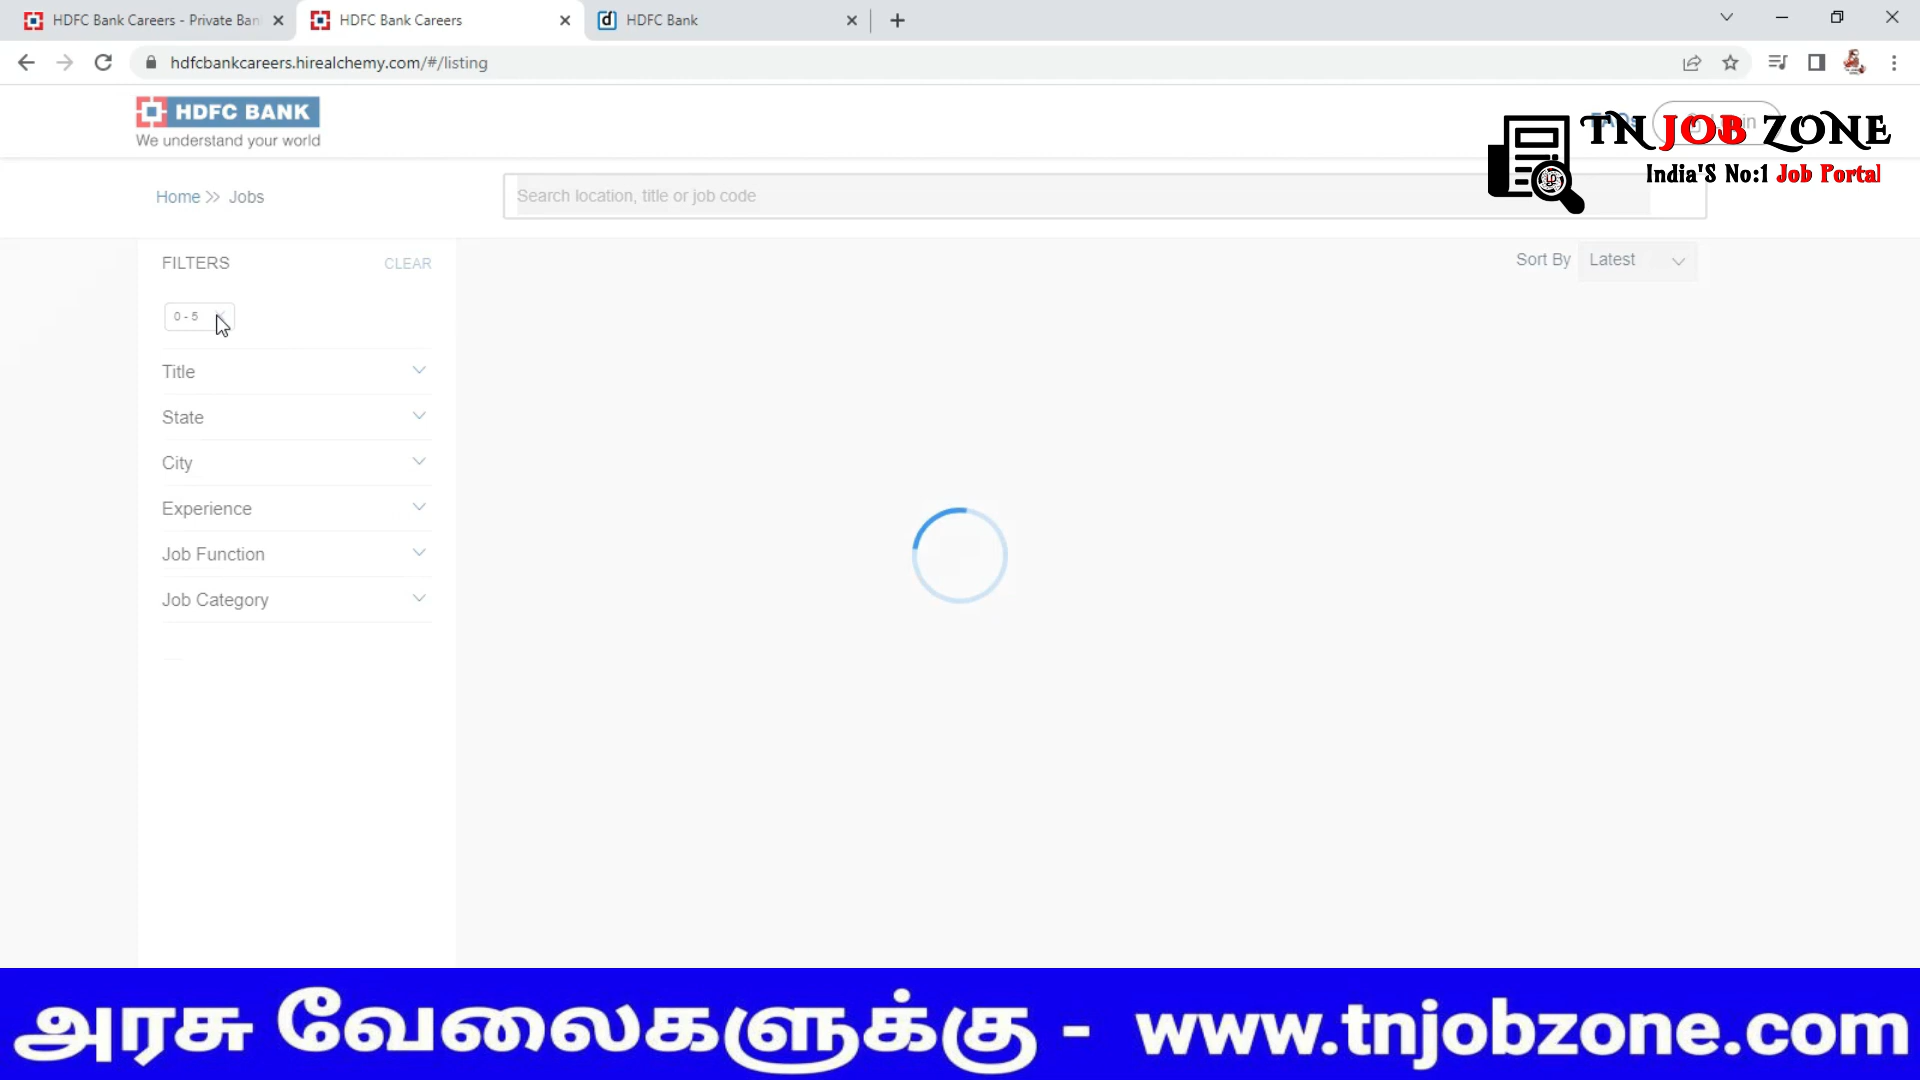 HDFC Bank Careers - Private Ban
HDFC Bank Careers
HDFC Bank
hdfcbankcareers.hirealchemy.com/#/listing
HDFC BANK
We understand your world
TN JOB ZONE
India'S No:1 Job Portal
Home >> Jobs
Search location, title or job code
FILTERS
CLEAR
Sort By Latest
0 - 5
Title
State
City
Experience
Job Function
Job Category
அரசு வேலைகளுக்கு - www.tnjobzone.com